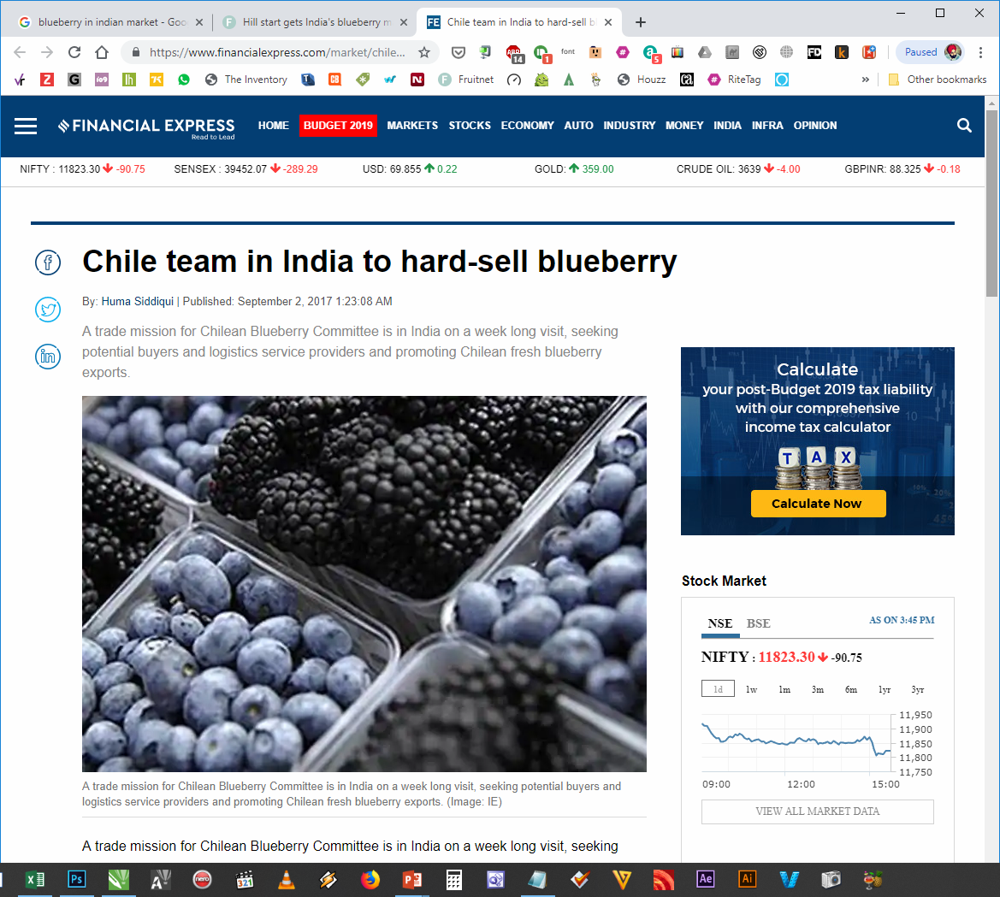 blueberry in indian market - Goo
Hill start gets India's blueberry m
Chile team in India to hard-sell b
https://www.financialexpress.com/market/chile...
14
1
font
5
FD
k
Paused
The Inventory
Fruitnet
Houzz
RiteTag
»
Other bookmarks
FINANCIAL EXPRESS
Read to Lead
HOME BUDGET 2019 MARKETS STOCKS ECONOMY AUTO INDUSTRY MONEY INDIA INFRA OPINION
NIFTY : 11823.30 -90.75 SENSEX : 39452.07 -289.29 USD: 69.855 0.22 GOLD: 359.00 CRUDE OIL: 3639 -4.00 GBPINR: 88.325 -0.18
Chile team in India to hard-sell blueberry
By: Huma Siddiqui | Published: September 2, 2017 1:23:08 AM
A trade mission for Chilean Blueberry Committee is in India on a week long visit, seeking
potential buyers and logistics service providers and promoting Chilean fresh blueberry
exports.
A trade mission for Chilean Blueberry Committee is in India on a week long visit, seeking potential buyers and
logistics service providers and promoting Chilean fresh blueberry exports. (Image: IE)
A trade mission for Chilean Blueberry Committee is in India on a week long visit, seeking
Calculate
your post-Budget 2019 tax liability
with our comprehensive
income tax calculator
T A X
Calculate Now
Stock Market
NSE BSE AS ON 3:45 PM
NIFTY : 11823.30 -90.75
1d 1w 1m 3m 6m 1yr 3yr
11,950
11,900
11,850
11,800
11,750
09:00 12:00 15:00
VIEW ALL MARKET DATA
Ps
nero
321
Ae
Ai